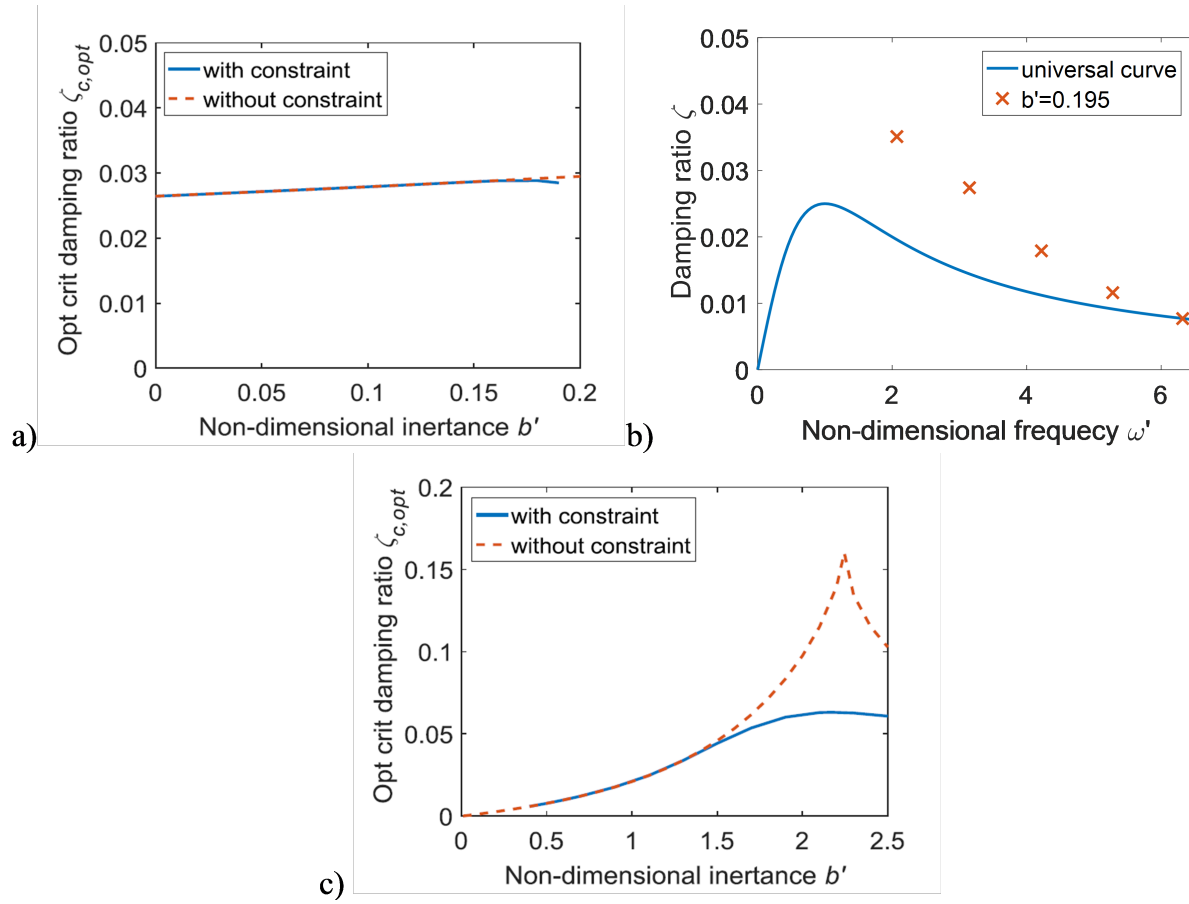 0.05
0.04
0.03
0.02
0.01
0
Opt crit damping ratio ζc,opt
with constraint
without constraint
0 0.05 0.1 0.15 0.2
Non-dimensional inertance b'
a)
0.05
0.04
0.03
0.02
0.01
0
Damping ratio ζ
universal curve
b'=0.195
0 2 4 6
Non-dimensional frequecy ω'
b)
0.2
0.15
0.1
0.05
0
Opt crit damping ratio ζc,opt
with constraint
without constraint
0 0.5 1 1.5 2 2.5
Non-dimensional inertance b'
c)